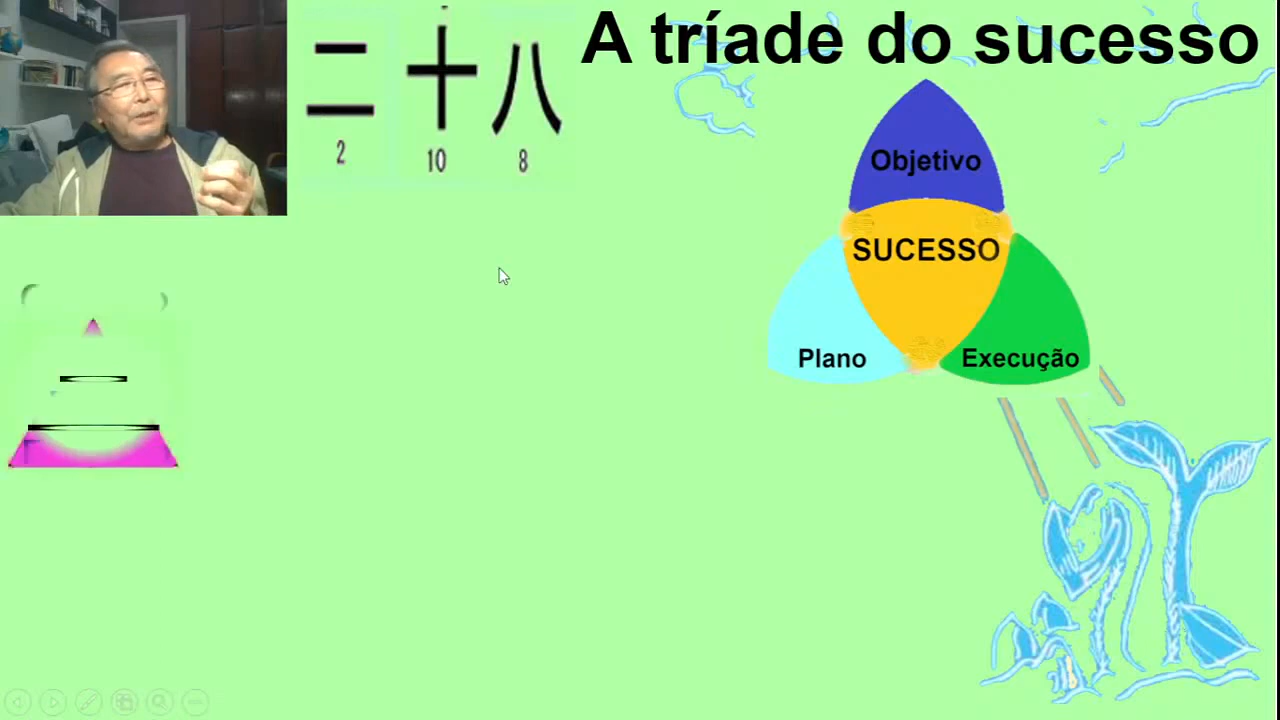 二 十 八
2 10 8
A tríade do sucesso
Objetivo
SUCESSO
Plano
Execução